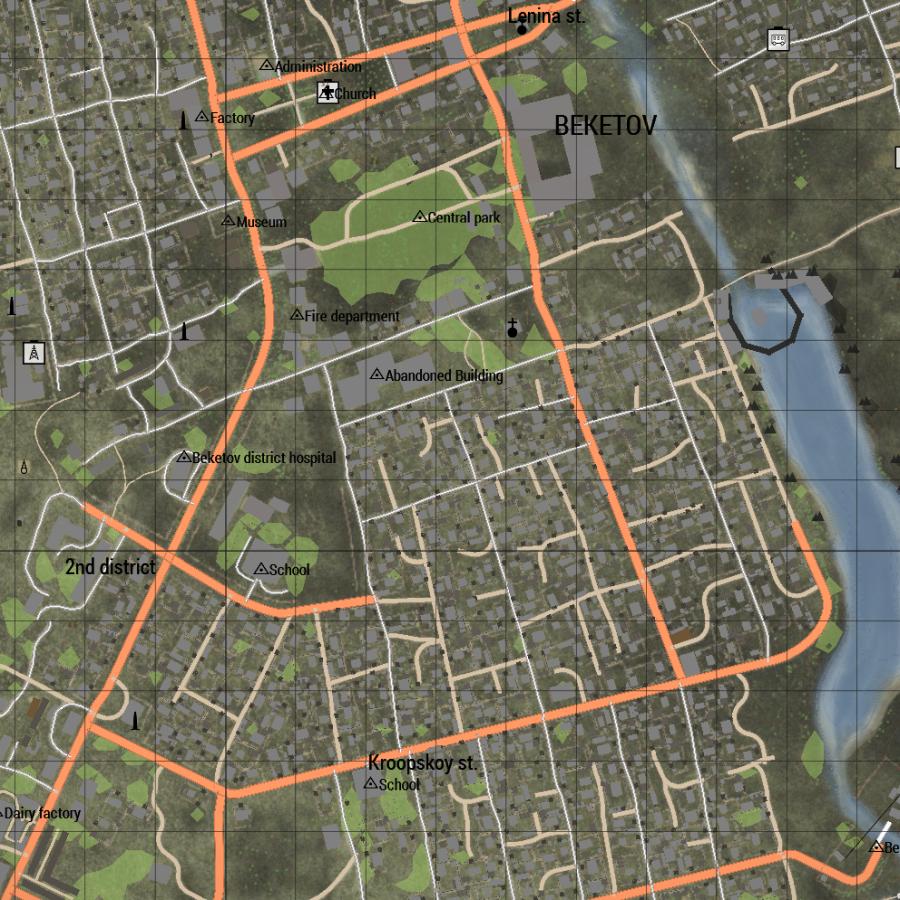 Lenina st.
Administration
Church
Factory
BEKETOV
Museum
Central park
Fire department
Abandoned Building
Beketov district hospital
2nd district
School
Kroopskoy st.
School
Dairy factory
Be